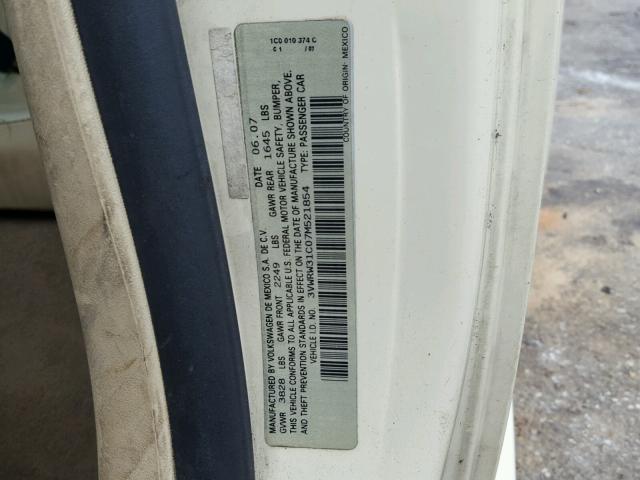 1C0 010 374 C
G 1 / 02
MANUFACTURED BY VOLKSWAGEN DE MEXICO S.A. DE C.V. DATE 06.07
GVWR 3828 LBS GAWR FRONT 2249 LBS GAWR REAR 1645 LBS
THIS VEHICLE CONFORMS TO ALL APPLICABLE U.S. FEDERAL MOTOR VEHICLE SAFETY, BUMPER,
AND THEFT PREVENTION STANDARDS IN EFFECT ON THE DATE OF MANUFACTURE SHOWN ABOVE.
VEHICLE I.D. NO. 3VWRW31C07M521854 TYPE: PASSENGER CAR
COUNTRY OF ORIGIN: MEXICO